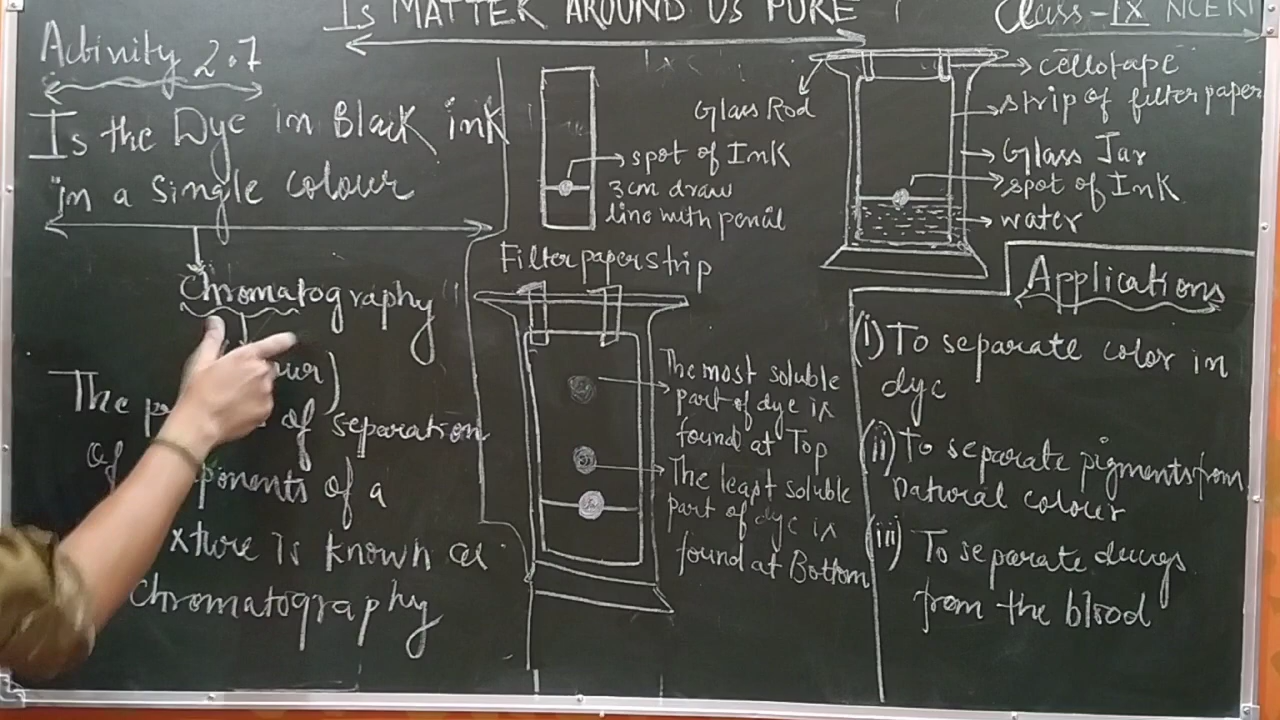 Is MATTER AROUND US PURE
Class-IX NCERT
Activity 2.7
Is the Dye in Black ink
in a Single colour
Chromatography
The of separation
of a
is known as
Chromatography
spot of InK
3cm draw
line with pencil
Filter paper strip
Glass Rod
cellotape
strip of filter paper
Glass Jar
spot of InK
water
The most soluble
part of dye is
found at Top
The least soluble
part of dye is
found at Bottom
Applications
(i) To separate color in
dye
(ii) To separate pigments from
natural colour
(iii) To separate drugs
from the blood